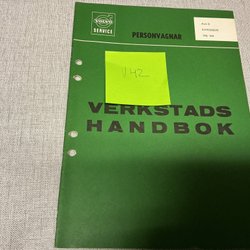 VOLVO
SERVICE
PERSONVAGNAR
142
VERKSTADS
HANDBOK